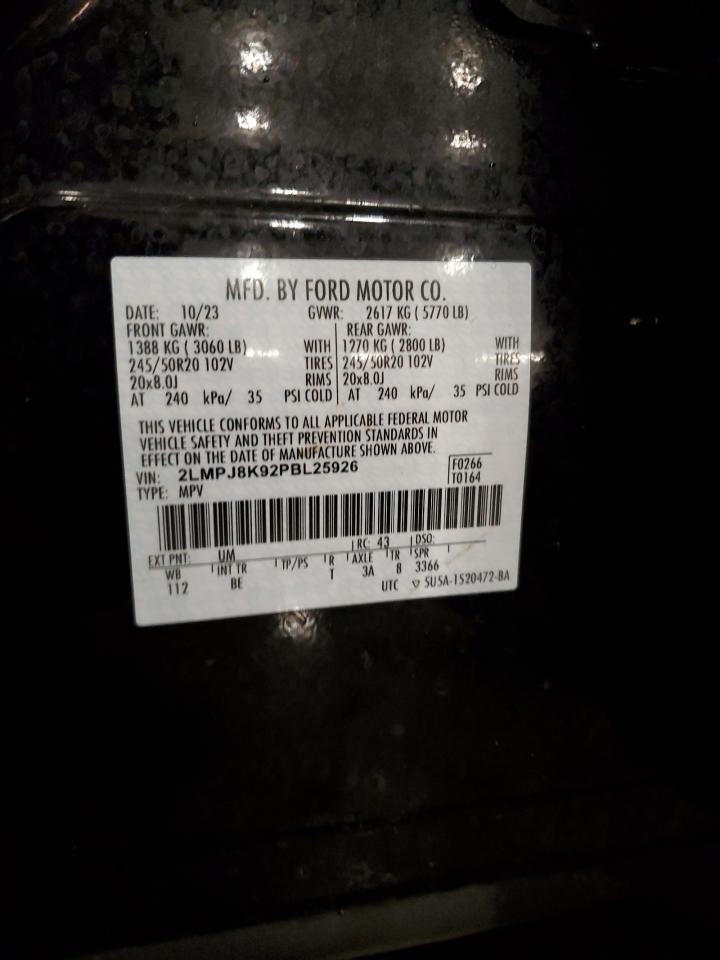 MFD. BY FORD MOTOR CO.
DATE: 10/23 GVWR: 2617 KG ( 5770 LB)
FRONT GAWR: REAR GAWR:
1388 KG ( 3060 LB) WITH 1270 KG ( 2800 LB) WITH
245/50R20 102V TIRES 245/50R20 102V TIRES
20x8.0J RIMS 20x8.0J RIMS
AT 240 kPa/ 35 PSI COLD AT 240 kPa/ 35 PSI COLD
THIS VEHICLE CONFORMS TO ALL APPLICABLE FEDERAL MOTOR
VEHICLE SAFETY AND THEFT PREVENTION STANDARDS IN
EFFECT ON THE DATE OF MANUFACTURE SHOWN ABOVE.
VIN: 2LMPJ8K92PBL25926 F0266
TYPE: MPV T0164
EXT PNT: UM RC: 43 DSO:
WB INT TR TP/PS R AXLE TR SPR
112 BE T 3A 8 3366
UTC ▽ 5U5A-1520472-BA